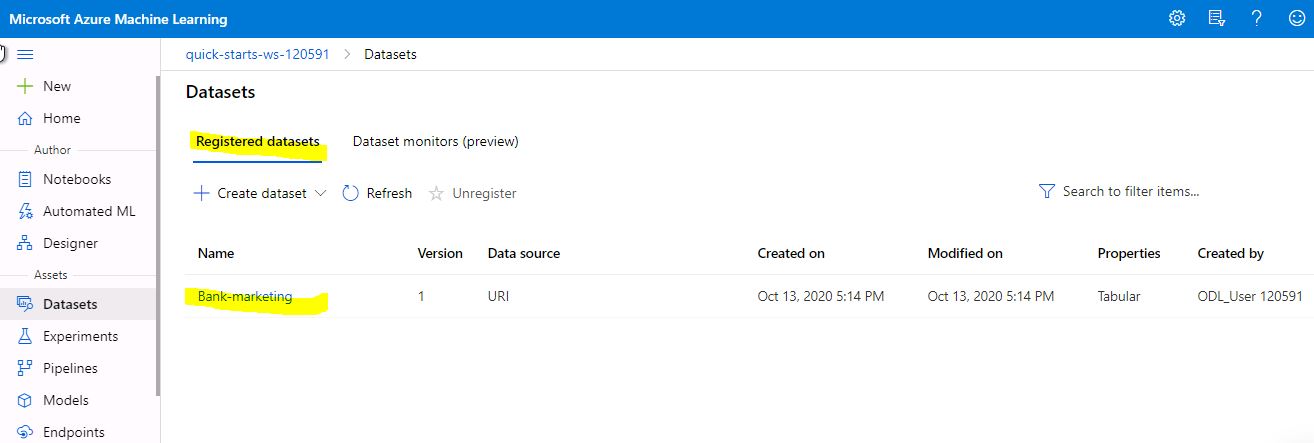 Microsoft Azure Machine Learning
quick-starts-ws-120591 > Datasets
New
Home
Author
Notebooks
Automated ML
Designer
Assets
Datasets
Experiments
Pipelines
Models
Endpoints
Datasets
Registered datasets Dataset monitors (preview)
Create dataset Refresh Unregister Search to filter items...
Name Version Data source Created on Modified on Properties Created by
Bank-marketing 1 URI Oct 13, 2020 5:14 PM Oct 13, 2020 5:14 PM Tabular ODL_User 120591